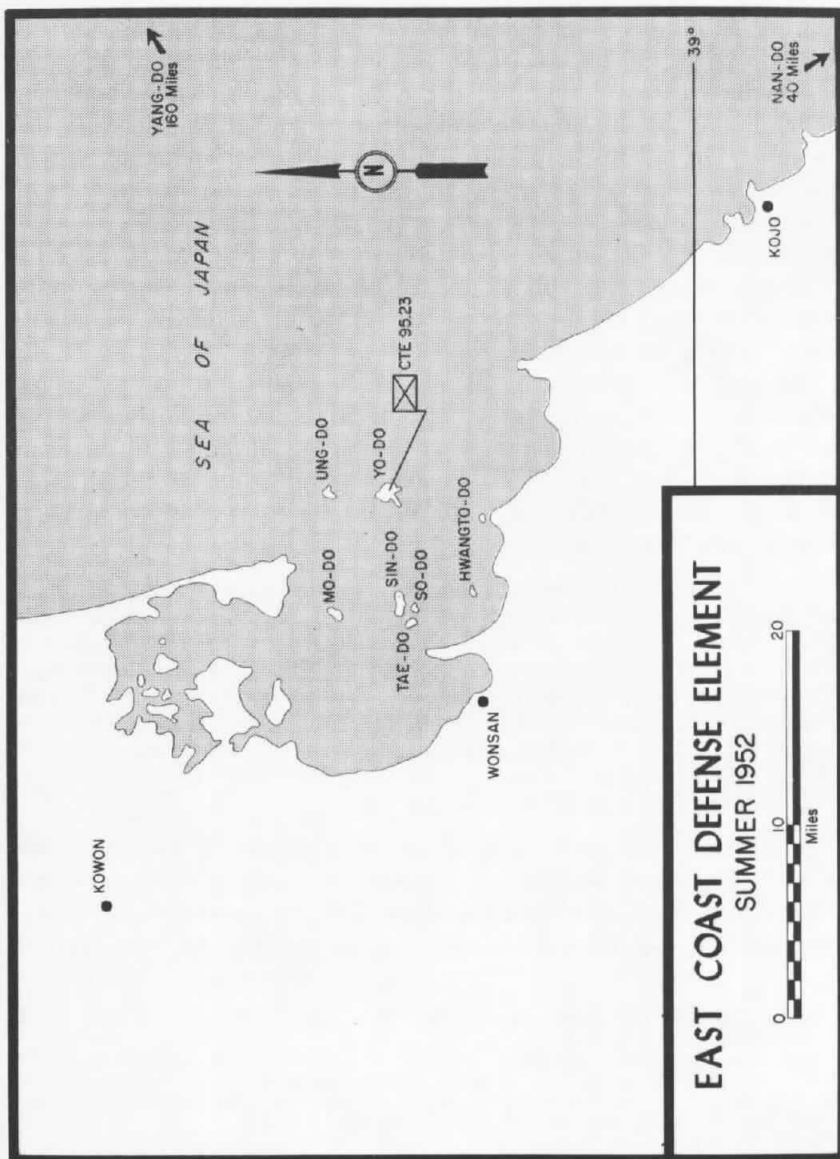 YANG-DO
160 Miles
SEA OF JAPAN
N
KOWON
MO-DO
UNG-DO
SIN-DO
YO-DO
CTE 95.23
SO-DO
TAE-DO
HWANGTO-DO
WONSAN
39°
NAN-DO
40 Miles
KOJO
EAST COAST DEFENSE ELEMENT
SUMMER 1952
0 10 20
Miles